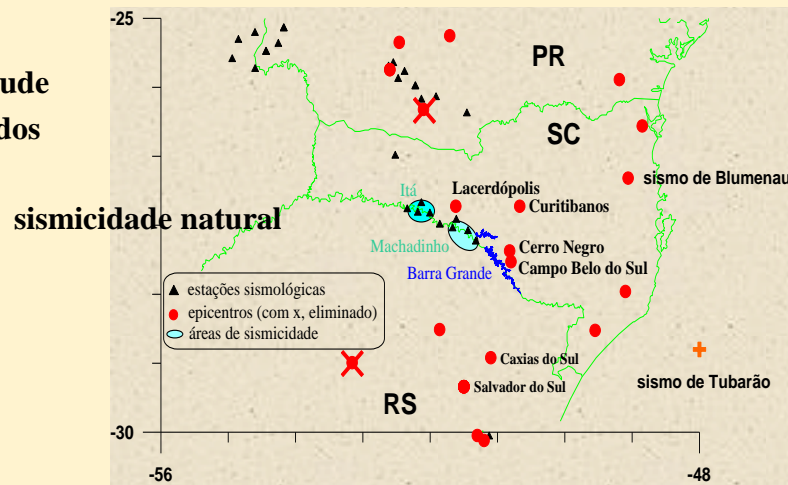 -25
ude
los
PR
SC
sismo de Blumenau
Itá
Lacerdópolis
Curitibanos
sismicidade natural
Machadinho
Cerro Negro
Barra Grande
Campo Belo do Sul
estações sismológicas
epicentros (com x, eliminado)
áreas de sismicidade
Caxias do Sul
Salvador do Sul
sismo de Tubarão
RS
-30
-56
-48